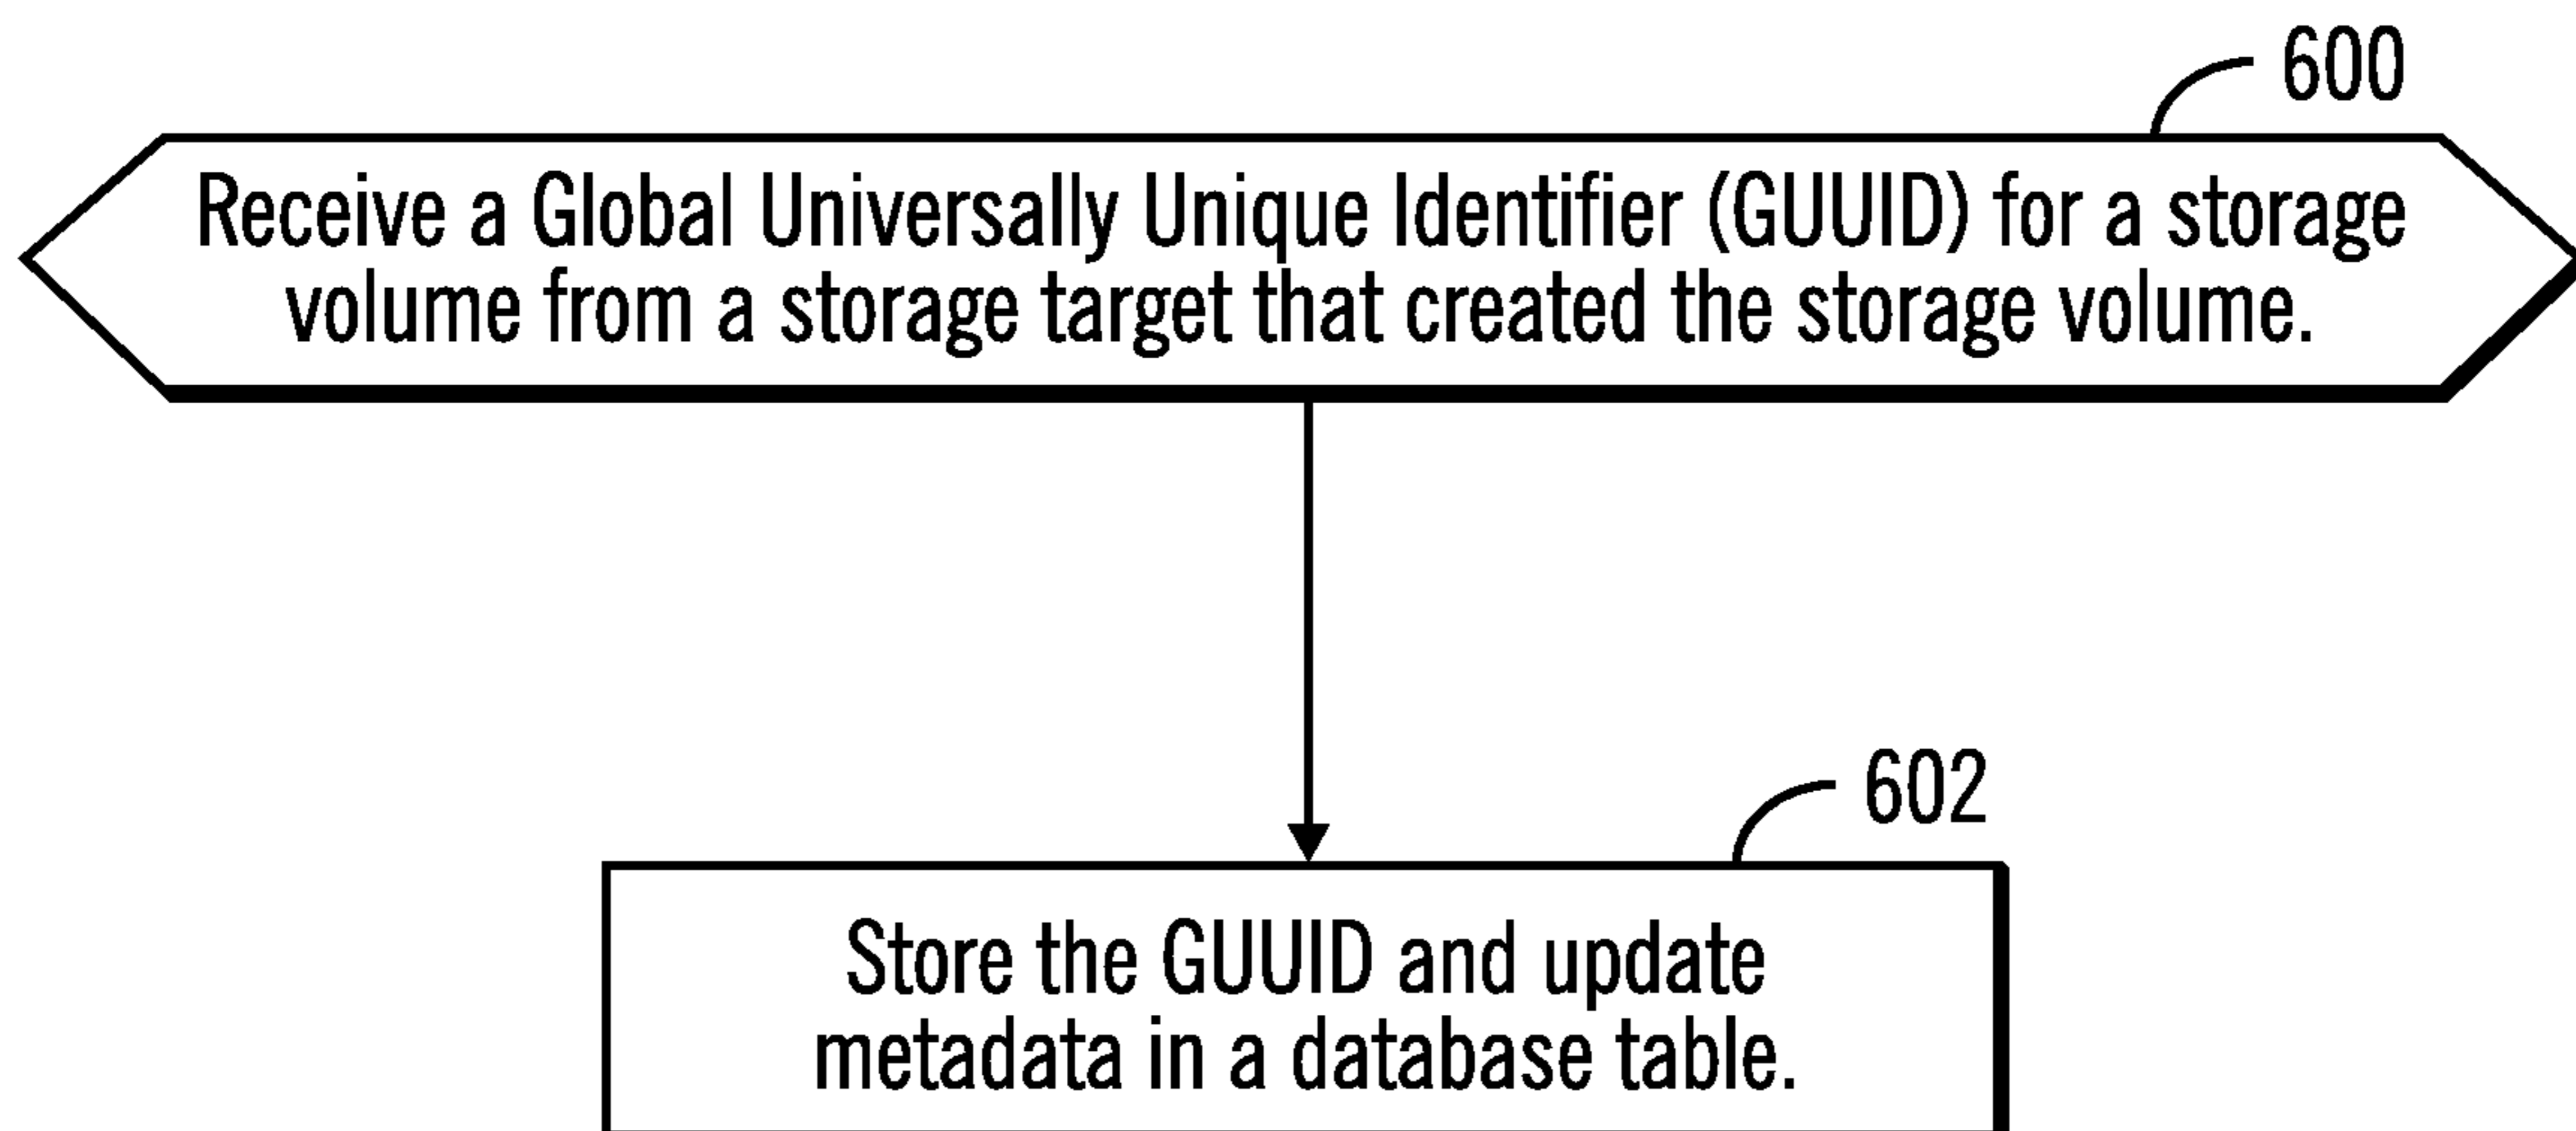 600
Receive a Global Universally Unique Identifier (GUUID) for a storage
volume from a storage target that created the storage volume.
602
Store the GUUID and update
metadata in a database table.